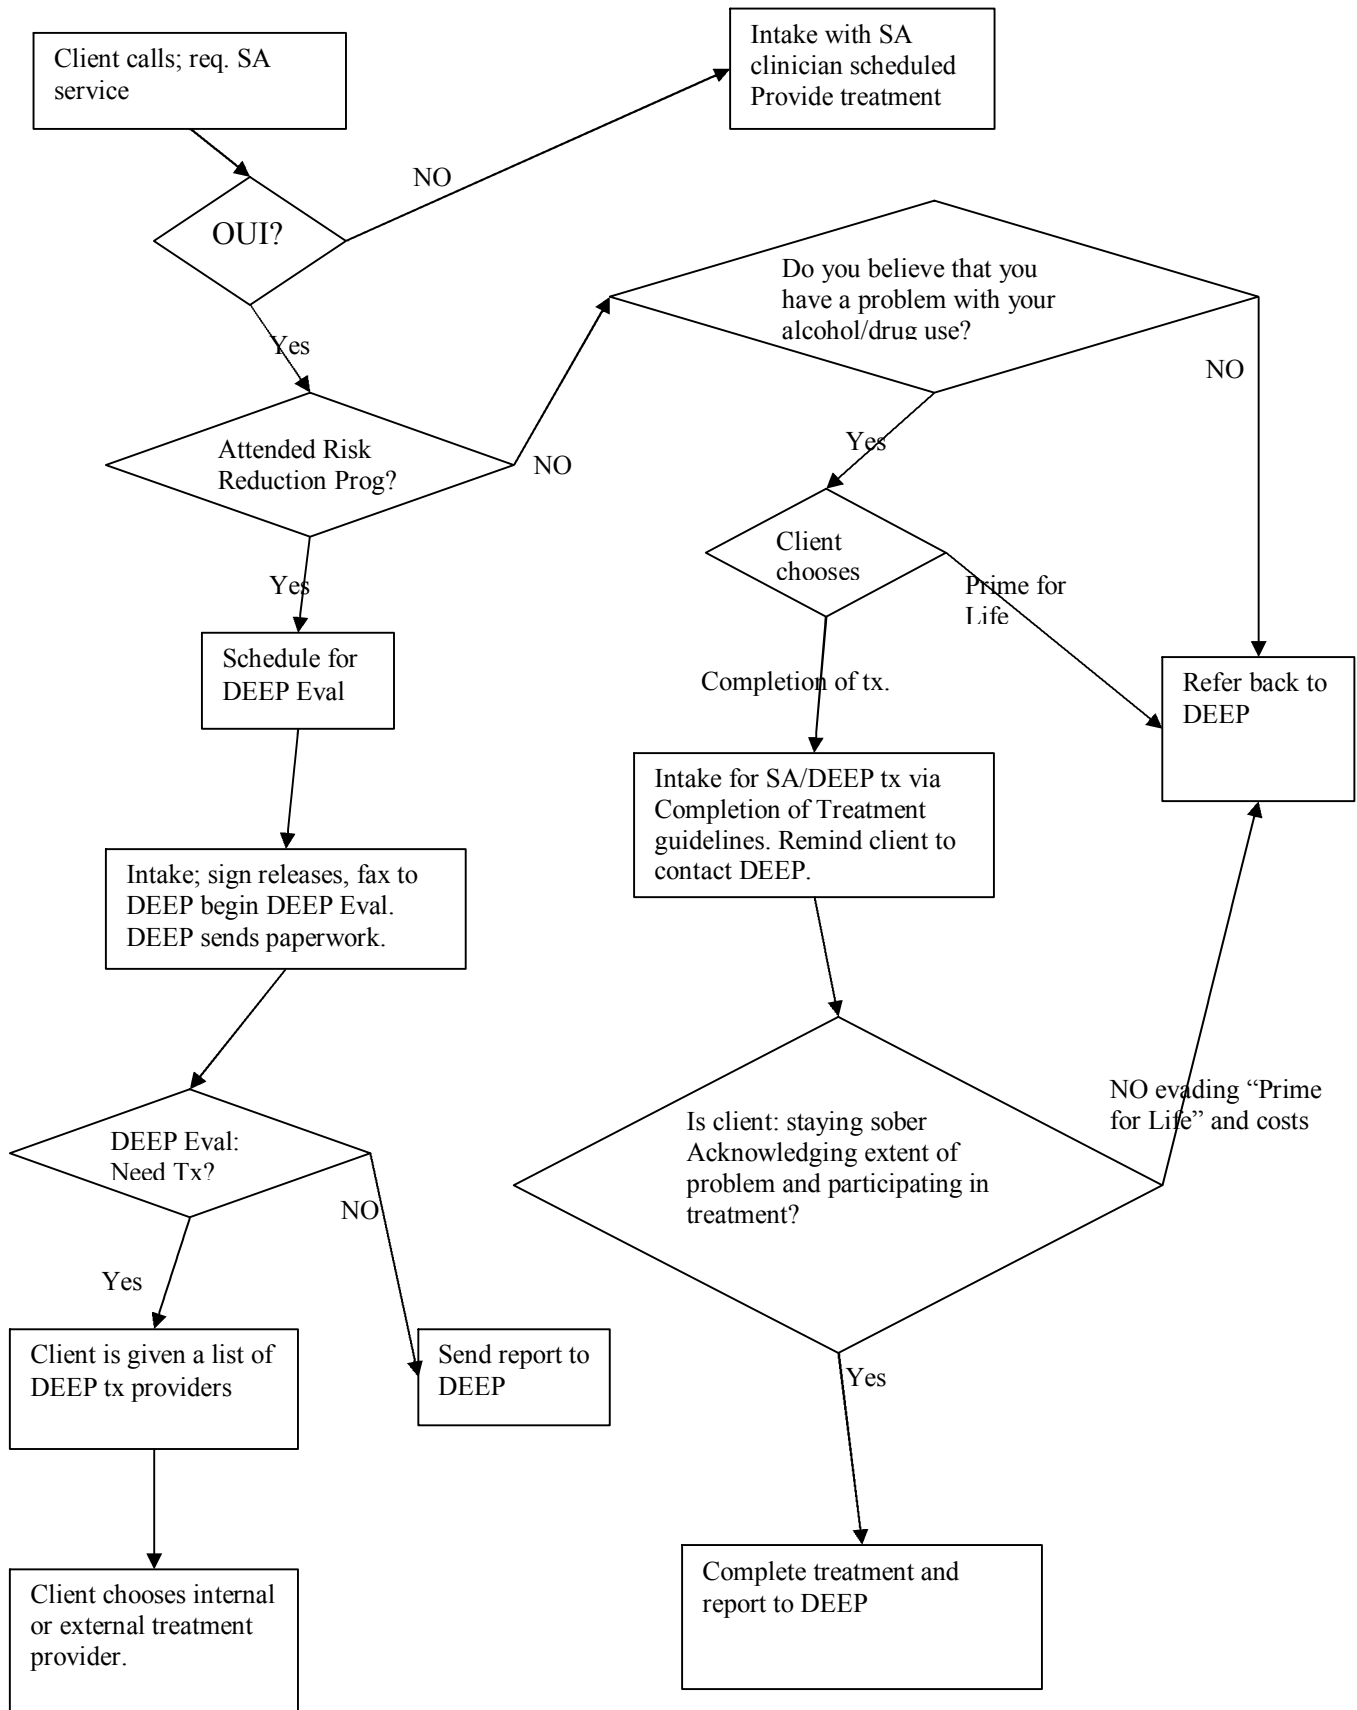 Client calls; req. SA
service
Intake with SA
clinician scheduled
Provide treatment
NO
OUI?
Yes
Do you believe that you
have a problem with your
alcohol/drug use?
NO
Attended Risk
Reduction Prog?
NO
Yes
Yes
Client
chooses
Prime for
Life
Completion of tx.
Schedule for
DEEP Eval
Refer back to
DEEP
Intake for SA/DEEP tx via
Completion of Treatment
guidelines. Remind client to
contact DEEP.
Intake; sign releases, fax to
DEEP begin DEEP Eval.
DEEP sends paperwork.
DEEP Eval:
Need Tx?
NO
Yes
Is client: staying sober
Acknowledging extent of
problem and participating in
treatment?
NO evading “Prime
for Life” and costs
Yes
Client is given a list of
DEEP tx providers
Send report to
DEEP
Client chooses internal
or external treatment
provider.
Complete treatment and
report to DEEP